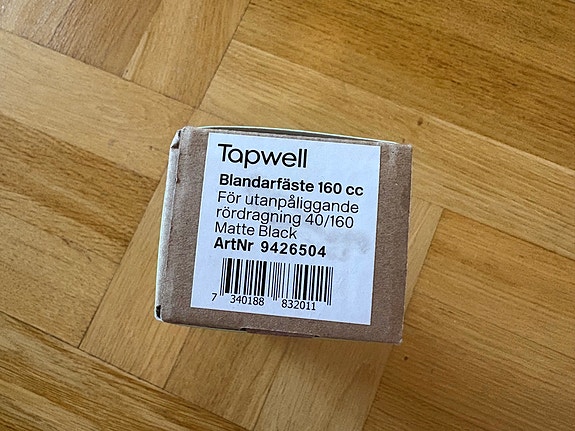 Tapwell
Blandarfäste 160 cc
För utanpåliggande
rördragning 40/160
Matte Black
ArtNr 9426504
7 340188 832011